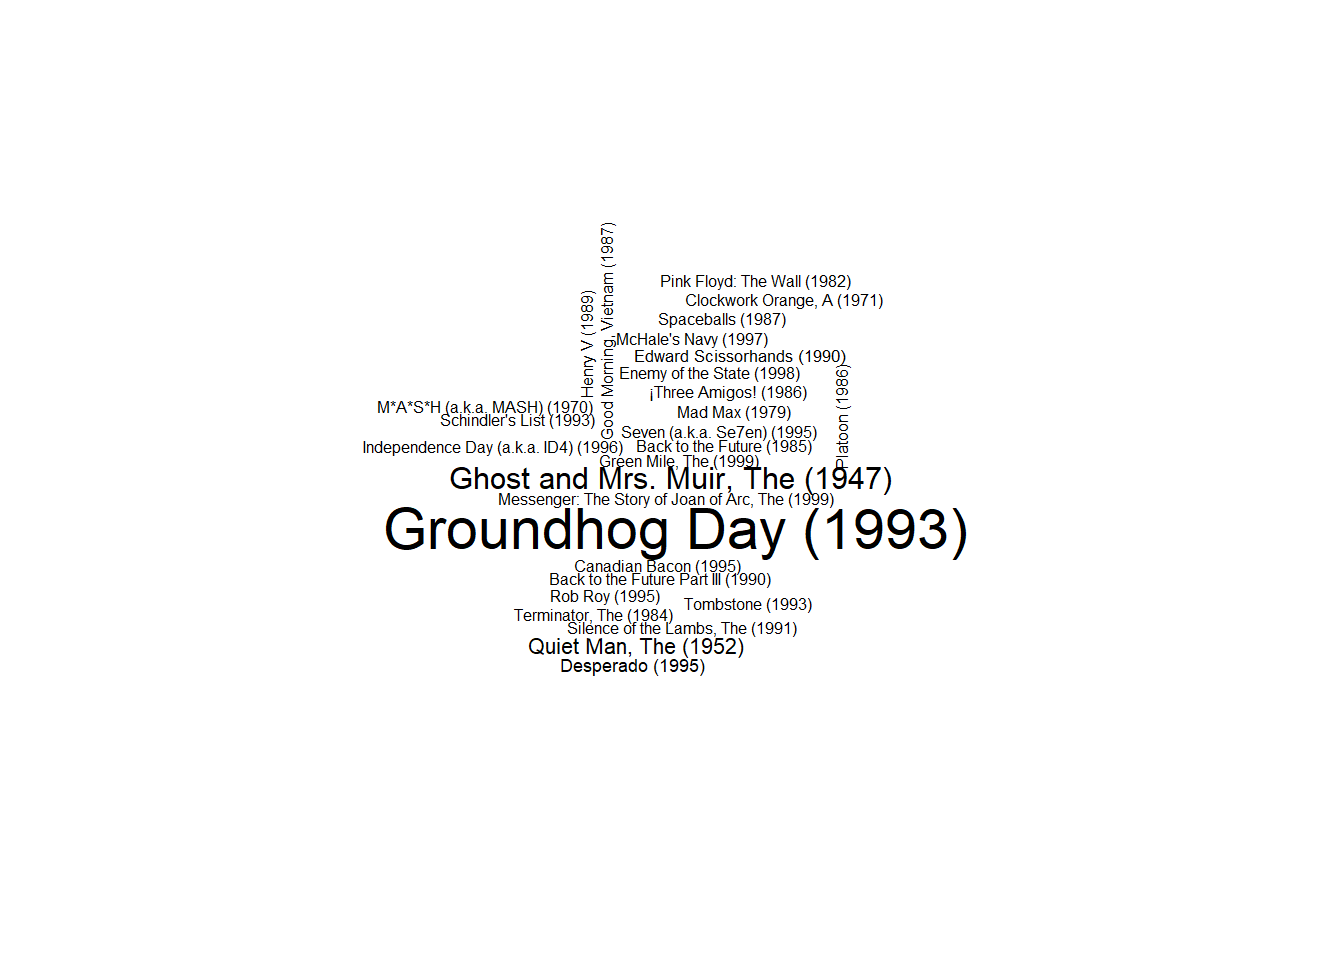 Good Morning, Vietnam (1987)
Henry V (1989)
Pink Floyd: The Wall (1982)
Clockwork Orange, A (1971)
Spaceballs (1987)
McHale's Navy (1997)
Edward Scissorhands (1990)
Platoon (1986)
Enemy of the State (1998)
¡Three Amigos! (1986)
M*A*S*H (a.k.a. MASH) (1970)
Mad Max (1979)
Schindler's List (1993)
Seven (a.k.a. Se7en) (1995)
Independence Day (a.k.a. ID4) (1996)
Back to the Future (1985)
Green Mile, The (1999)
Ghost and Mrs. Muir, The (1947)
Messenger: The Story of Joan of Arc, The (1999)
Groundhog Day (1993)
Canadian Bacon (1995)
Back to the Future Part III (1990)
Rob Roy (1995)
Tombstone (1993)
Terminator, The (1984)
Silence of the Lambs, The (1991)
Quiet Man, The (1952)
Desperado (1995)